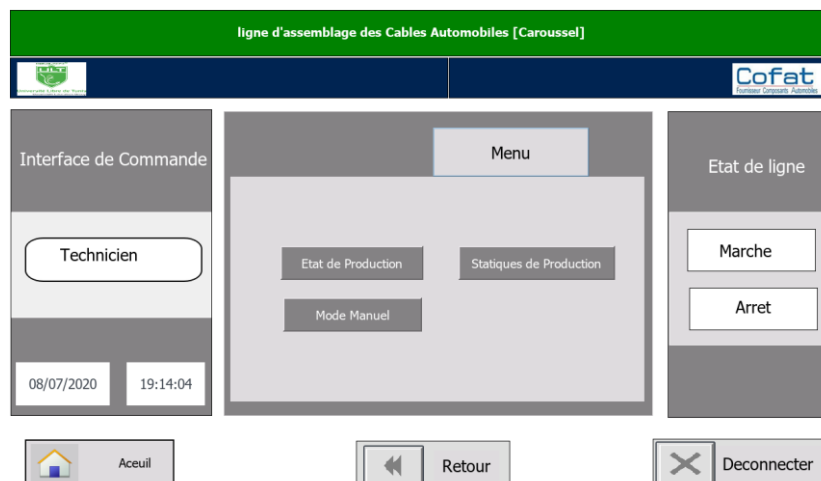 ligne d'assemblage des Cables Automobiles [Caroussel]
ULT
Cofat
Fournisseur Composants Automobiles
Interface de Commande
Menu
Etat de ligne
Technicien
Etat de Production
Statiques de Production
Marche
Mode Manuel
Arret
08/07/2020
19:14:04
Aceuil
Retour
Deconnecter